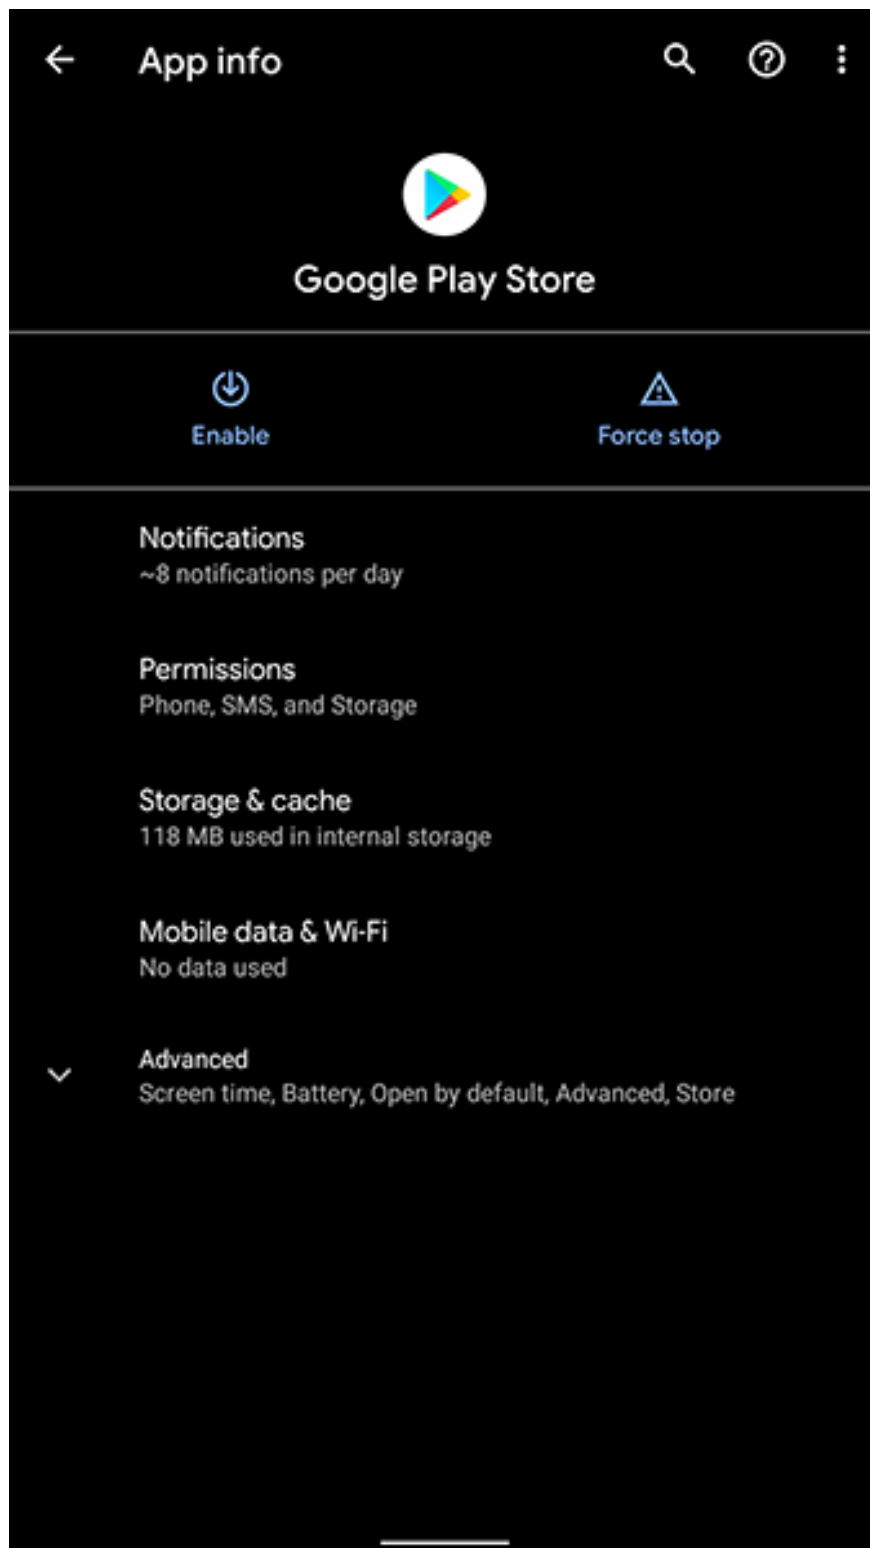 App info
Google Play Store
Enable
Force stop
Notifications
~8 notifications per day
Permissions
Phone, SMS, and Storage
Storage & cache
118 MB used in internal storage
Mobile data & Wi-Fi
No data used
Advanced
Screen time, Battery, Open by default, Advanced, Store